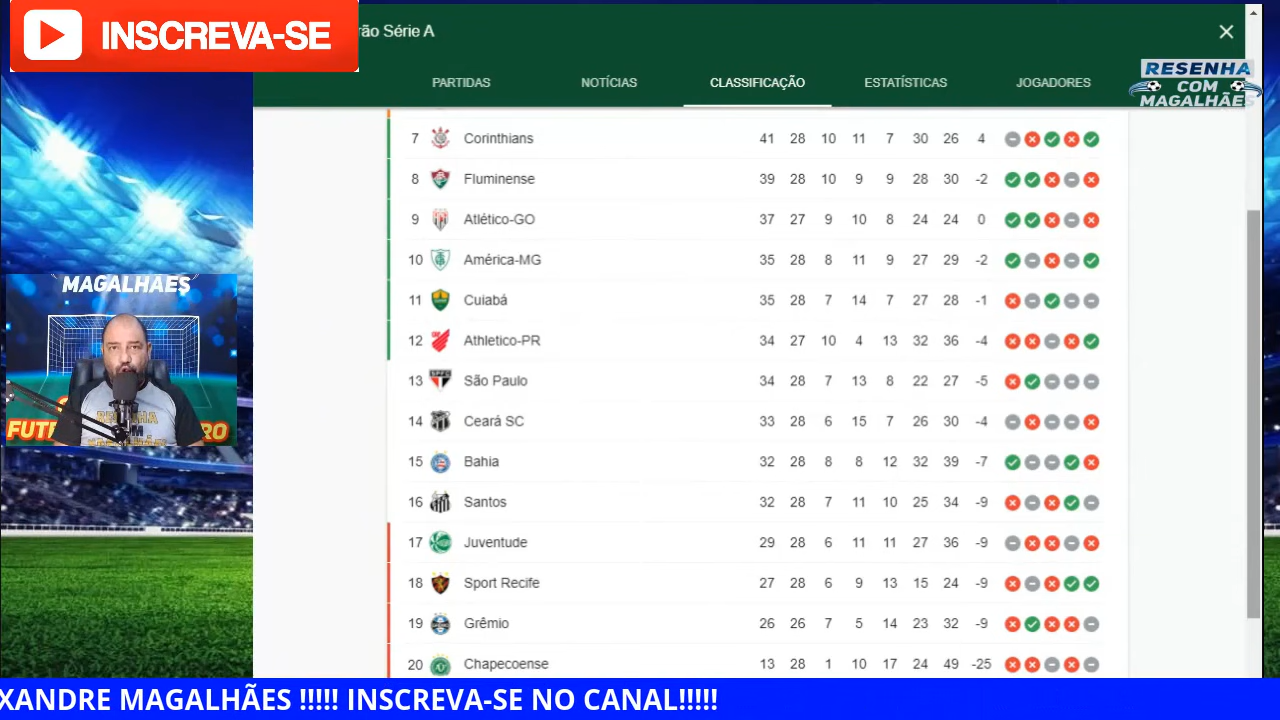 INSCREVA-SE
rão Série A
PARTIDAS NOTÍCIAS CLASSIFICAÇÃO ESTATÍSTICAS JOGADORES
RESENHA
COM
MAGALHÃES
7 Corinthians 41 28 10 11 7 30 26 4
8 Fluminense 39 28 10 9 9 28 30 -2
9 Atlético-GO 37 27 9 10 8 24 24 0
10 América-MG 35 28 8 11 9 27 29 -2
11 Cuiabá 35 28 7 14 7 27 28 -1
12 Athletico-PR 34 27 10 4 13 32 36 -4
13 São Paulo 34 28 7 13 8 22 27 -5
14 Ceará SC 33 28 6 15 7 26 30 -4
15 Bahia 32 28 8 8 12 32 39 -7
16 Santos 32 28 7 11 10 25 34 -9
17 Juventude 29 28 6 11 11 27 36 -9
18 Sport Recife 27 28 6 9 13 15 24 -9
19 Grêmio 26 26 7 5 14 23 32 -9
20 Chapecoense 13 28 1 10 17 24 49 -25
MAGALHÃES
RESENHA
FUTE
RO
XANDRE MAGALHÃES !!!!! INSCREVA-SE NO CANAL!!!!!